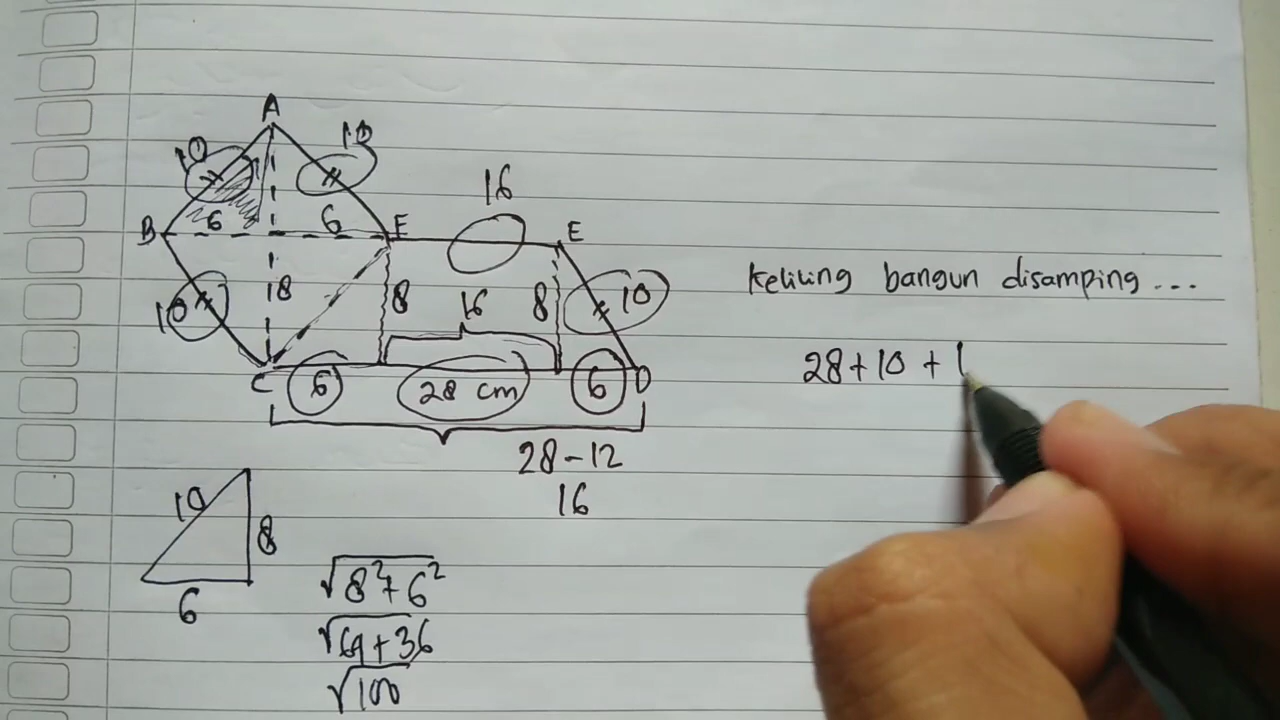 A
10 10
16
B 6 6 E E
10 18 8 16 8 10
C 6 28 cm 6 D
28-12
16
Keliling bangun disamping...
28+10+1
10
8
6
√8²+6²
√64+36
√100